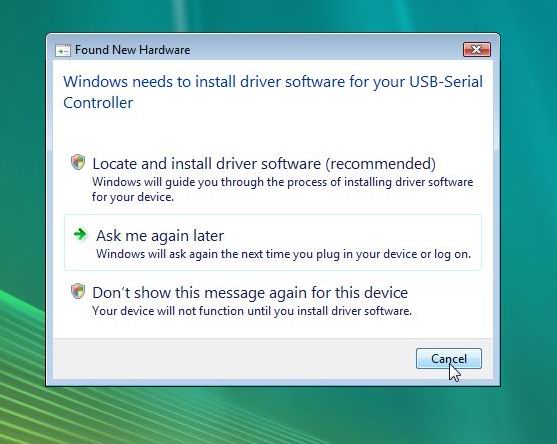 Found New Hardware
Windows needs to install driver software for your USB-Serial
Controller
Locate and install driver software (recommended)
Windows will guide you through the process of installing driver software
for your device.
Ask me again later
Windows will ask again the next time you plug in your device or log on.
Don't show this message again for this device
Your device will not function until you install driver software.
Cancel